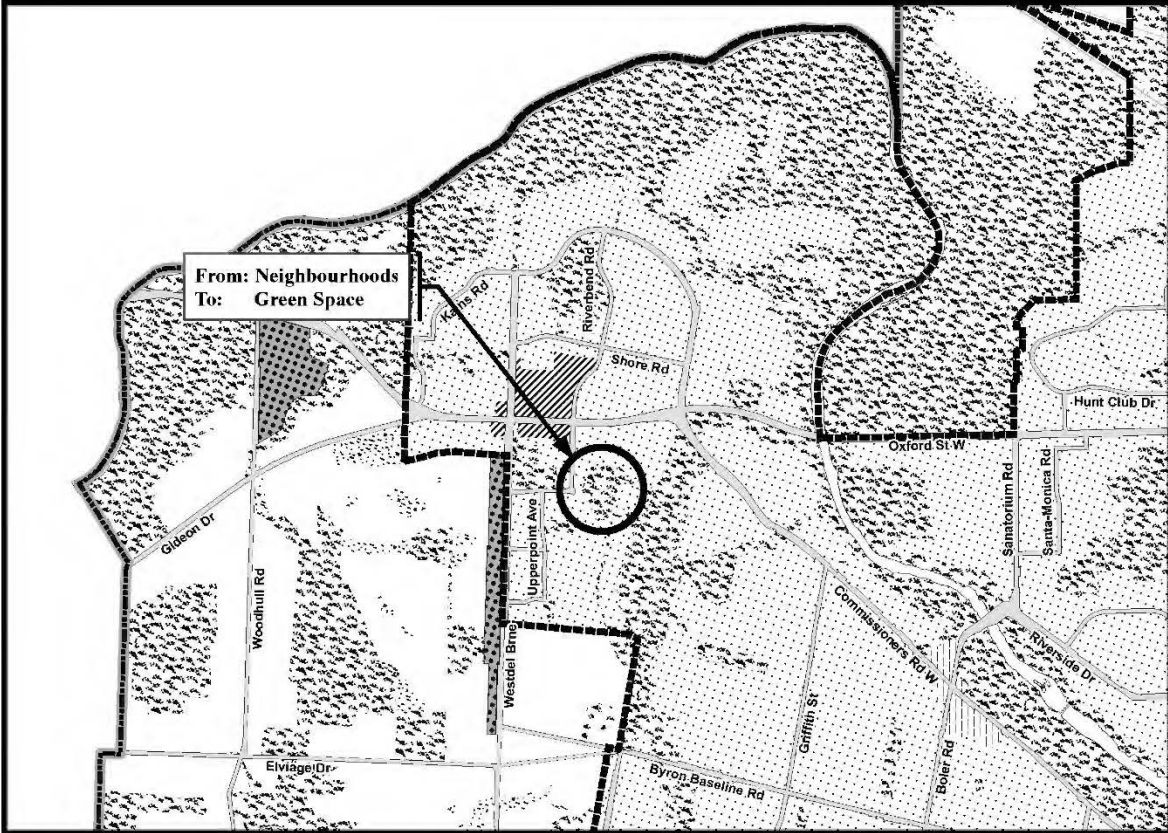 From: Neighbourhoods
To: Green Space
Kains Rd
Riverbend Rd
Shore Rd
Hunt Club Dr
Oxford St W
Sanatorium Rd
Santa-Monica Rd
Gideon Dr
Upperpoint Ave
Woodhull Rd
Commissioners Rd W
Riverside Dr
Westdel Brne
Griffith St
Boler Rd
Elviage Dr
Byron Baseline Rd